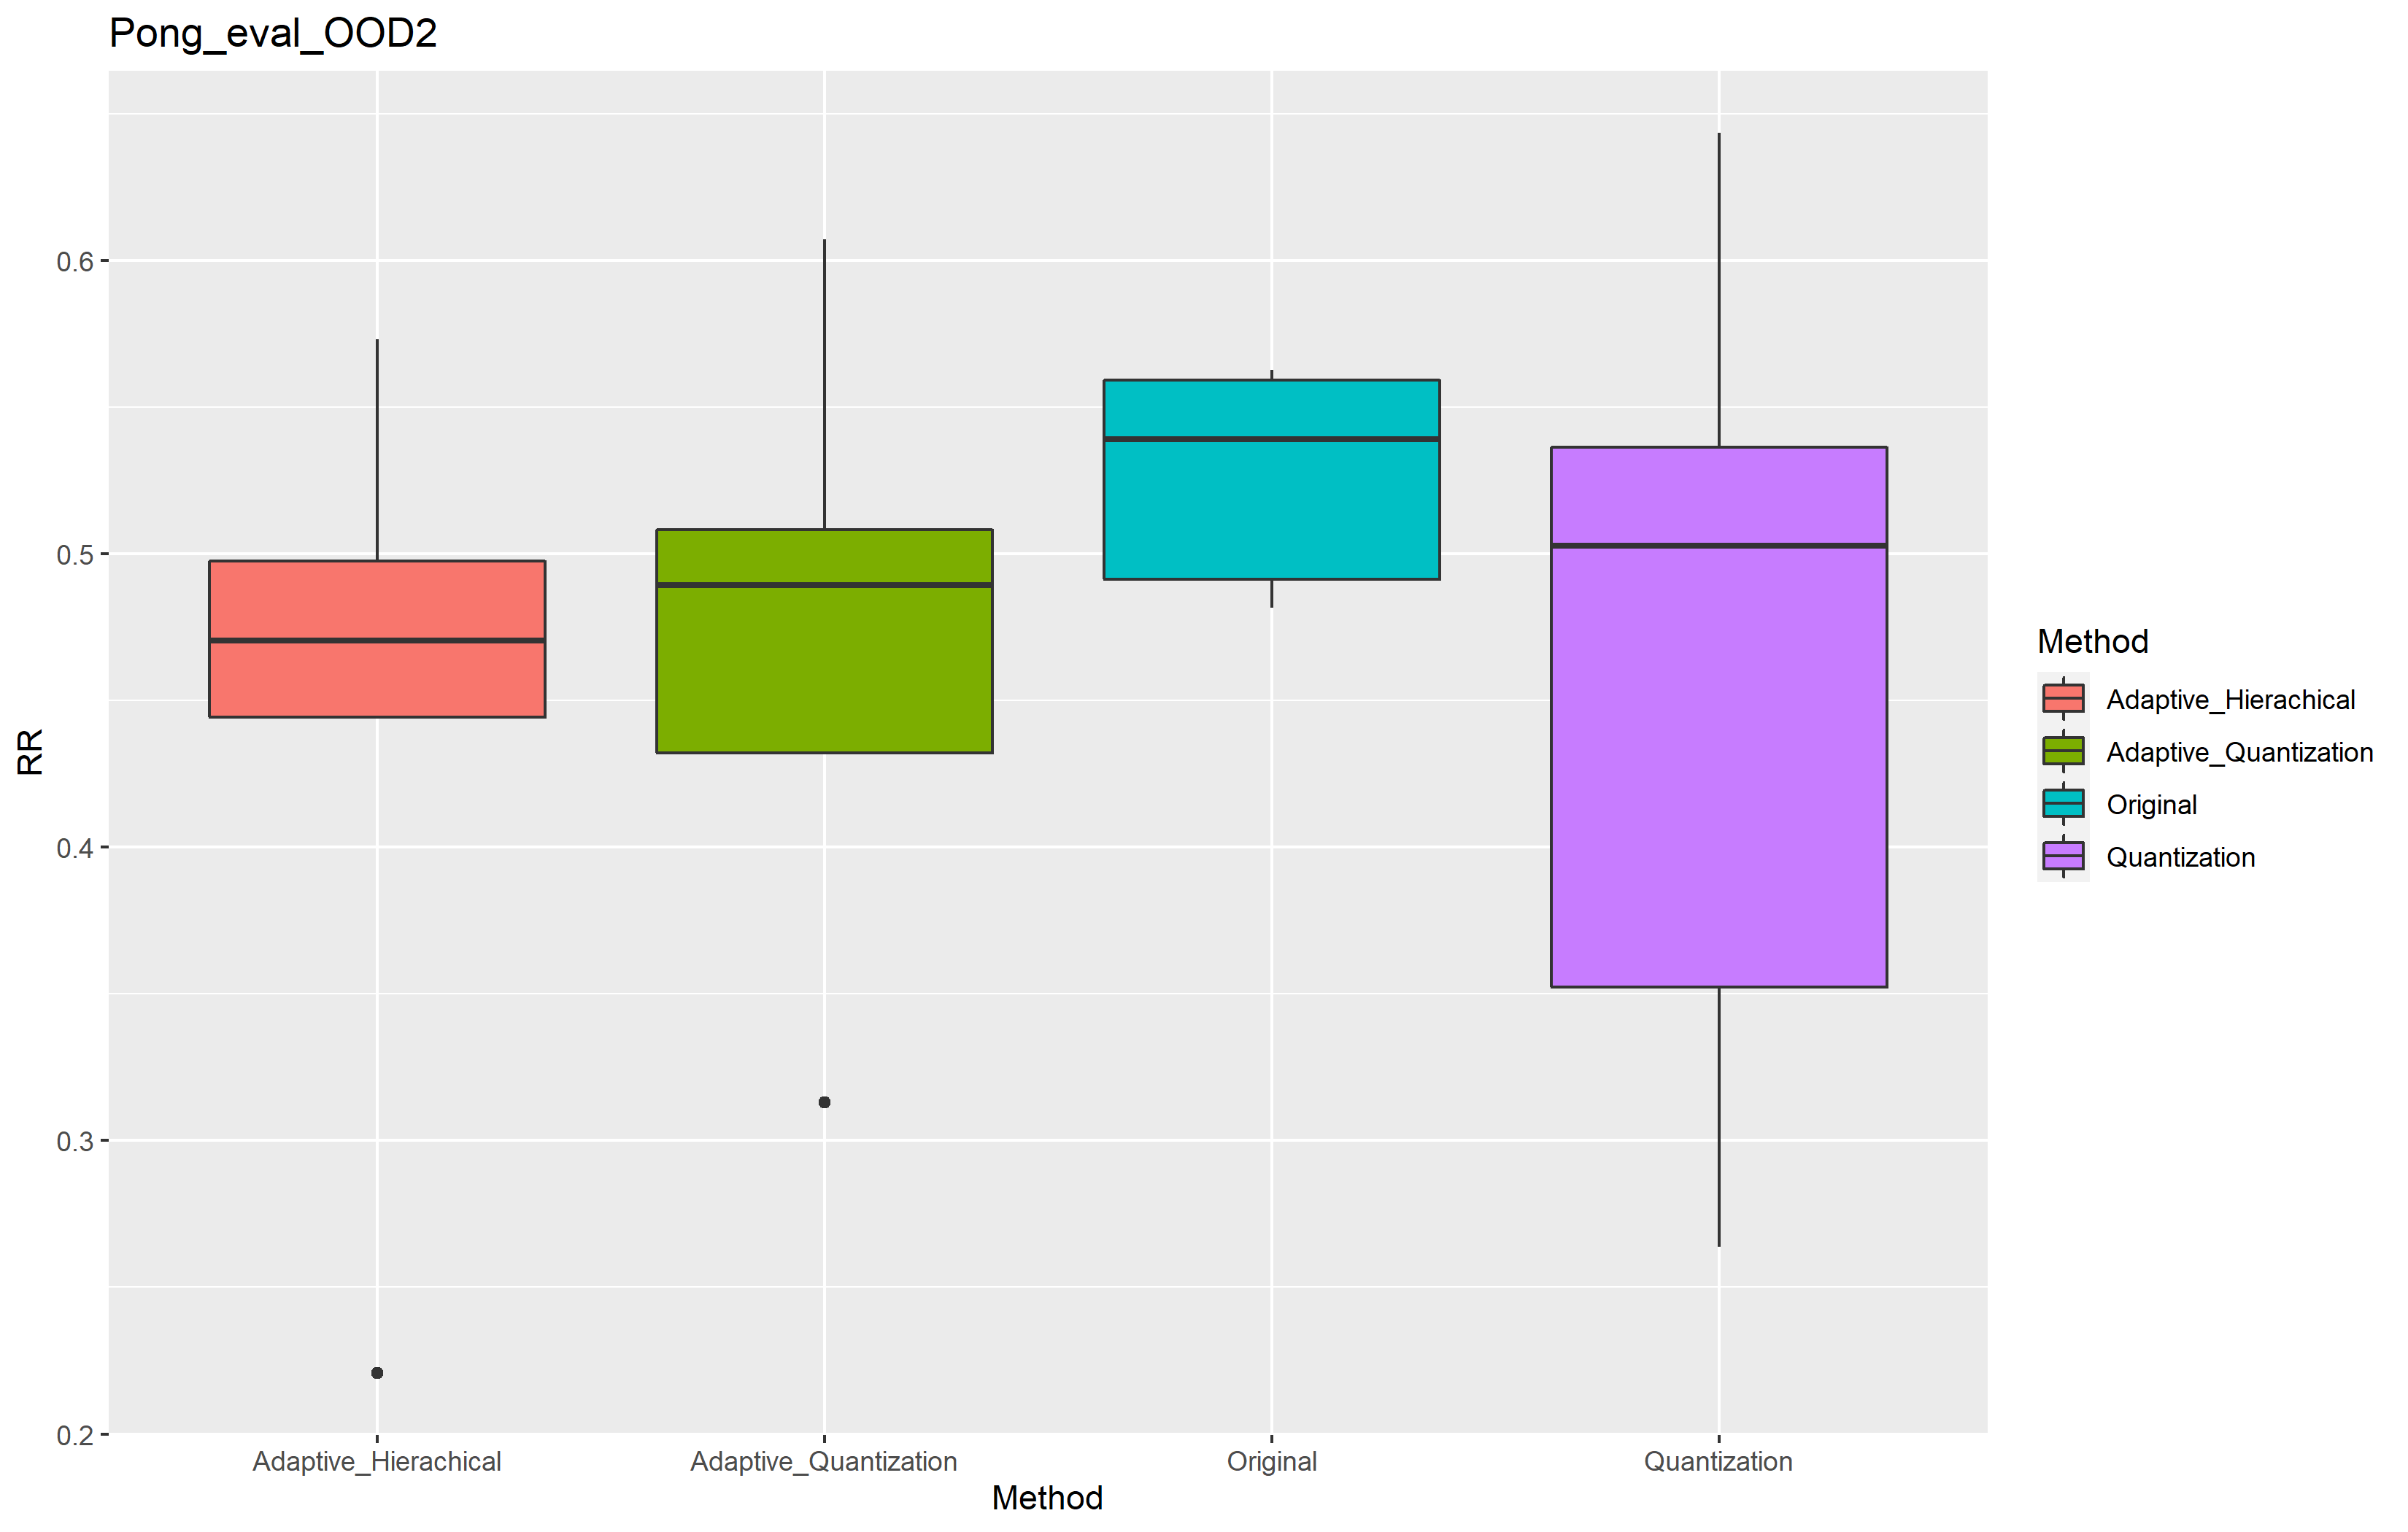 Pong_eval_OOD2
RR
0.6
0.5
0.4
0.3
0.2
Adaptive_Hierachical
Adaptive_Quantization
Original
Quantization
Method
Method
Adaptive_Hierachical
Adaptive_Quantization
Original
Quantization